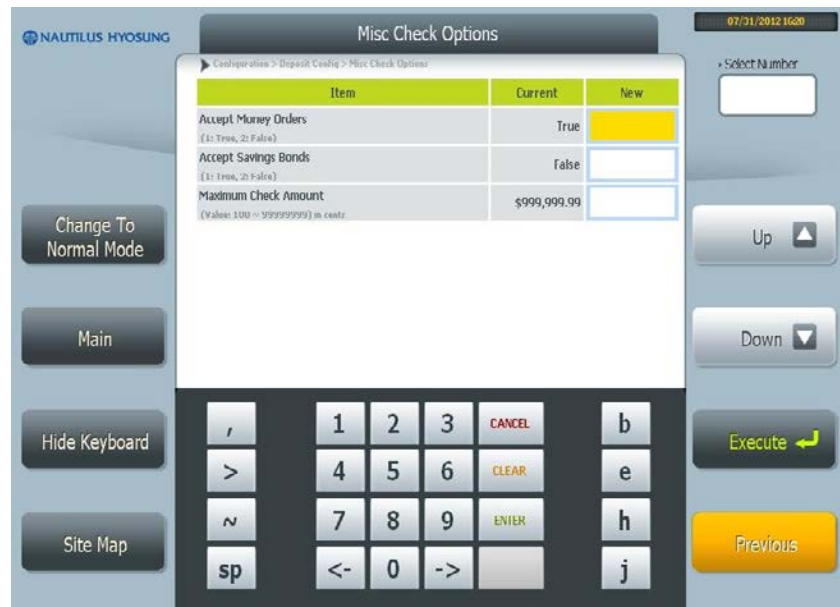 NAUTILUS HYOSUNG
Misc Check Options
07/31/2012 16:20
Configuration > Deposit Config > Misc Check Options
Select Number
Item Current New
Accept Money Orders
(1: True, 2: False)
True
Accept Savings Bonds
(1: True, 2: False)
False
Maximum Check Amount
(Value: 100 ~ 99999999) in cents
$999,999.99
Change To
Normal Mode
Up
Main
Down
Hide Keyboard
Execute
Site Map
Previous
, 1 2 3 CANCEL b
> 4 5 6 CLEAR e
~ 7 8 9 ENTER h
sp <- 0 -> j